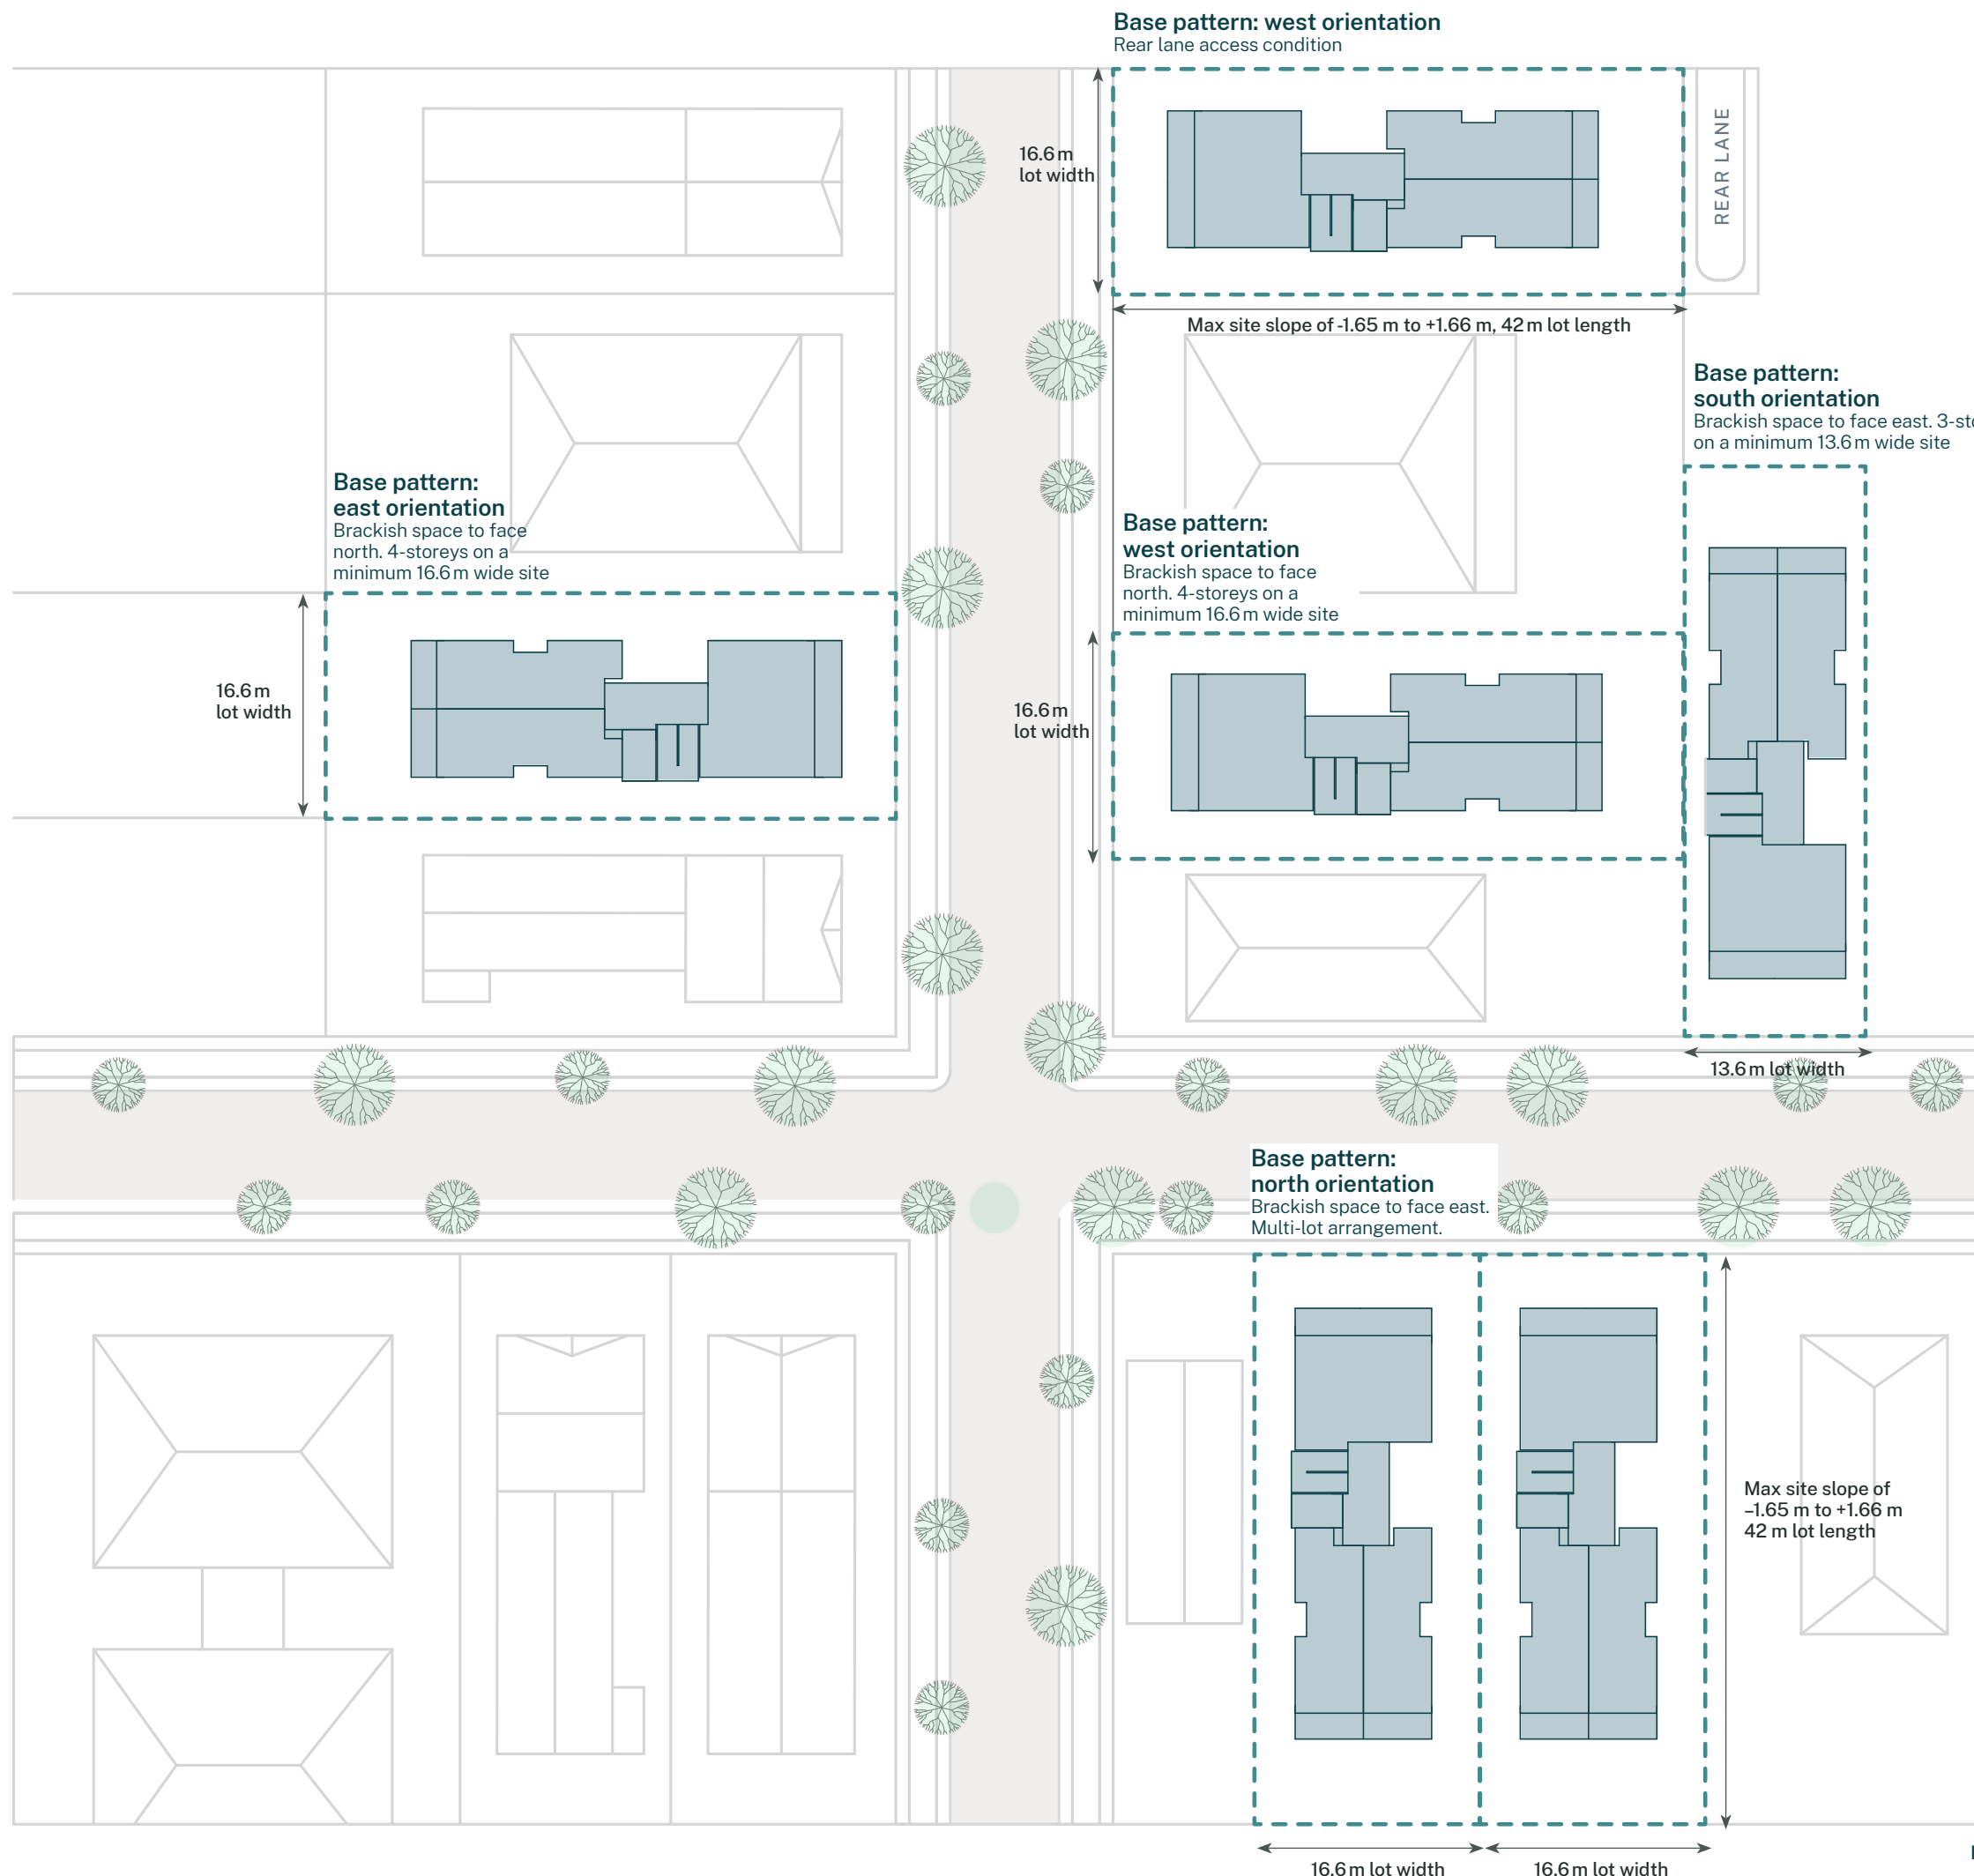 Base pattern: west orientation
Rear lane access condition
REAR LANE
16.6 m
lot width
Max site slope of -1.65 m to +1.66 m, 42 m lot length
Base pattern:
south orientation
Brackish space to face east.
on a minimum 13.6 m wide site
Base pattern:
east orientation
Brackish space to face
north. 4-storeys on a
minimum 16.6 m wide site
Base pattern:
west orientation
Brackish space to face
north. 4-storeys on a
minimum 16.6 m wide site
16.6 m
lot width
16.6 m
lot width
13.6 m lot width
Base pattern:
north orientation
Brackish space to face east.
Multi-lot arrangement.
Max site slope of
–1.65 m to +1.66 m
42 m lot length
16.6 m lot width
16.6 m lot width